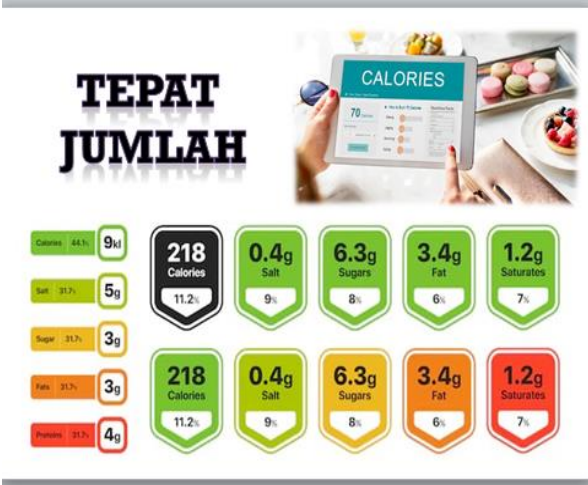 TEPAT
JUMLAH
CALORIES
70
Calories 44.1% 9kl
Salt 31.7% 5g
Sugar 31.7% 3g
Fats 31.7% 3g
Proteins 31.7% 4g
218 Calories 11.2%
0.4g Salt 9%
6.3g Sugars 8%
3.4g Fat 6%
1.2g Saturates 7%
218 Calories 11.2%
0.4g Salt 9%
6.3g Sugars 8%
3.4g Fat 6%
1.2g Saturates 7%